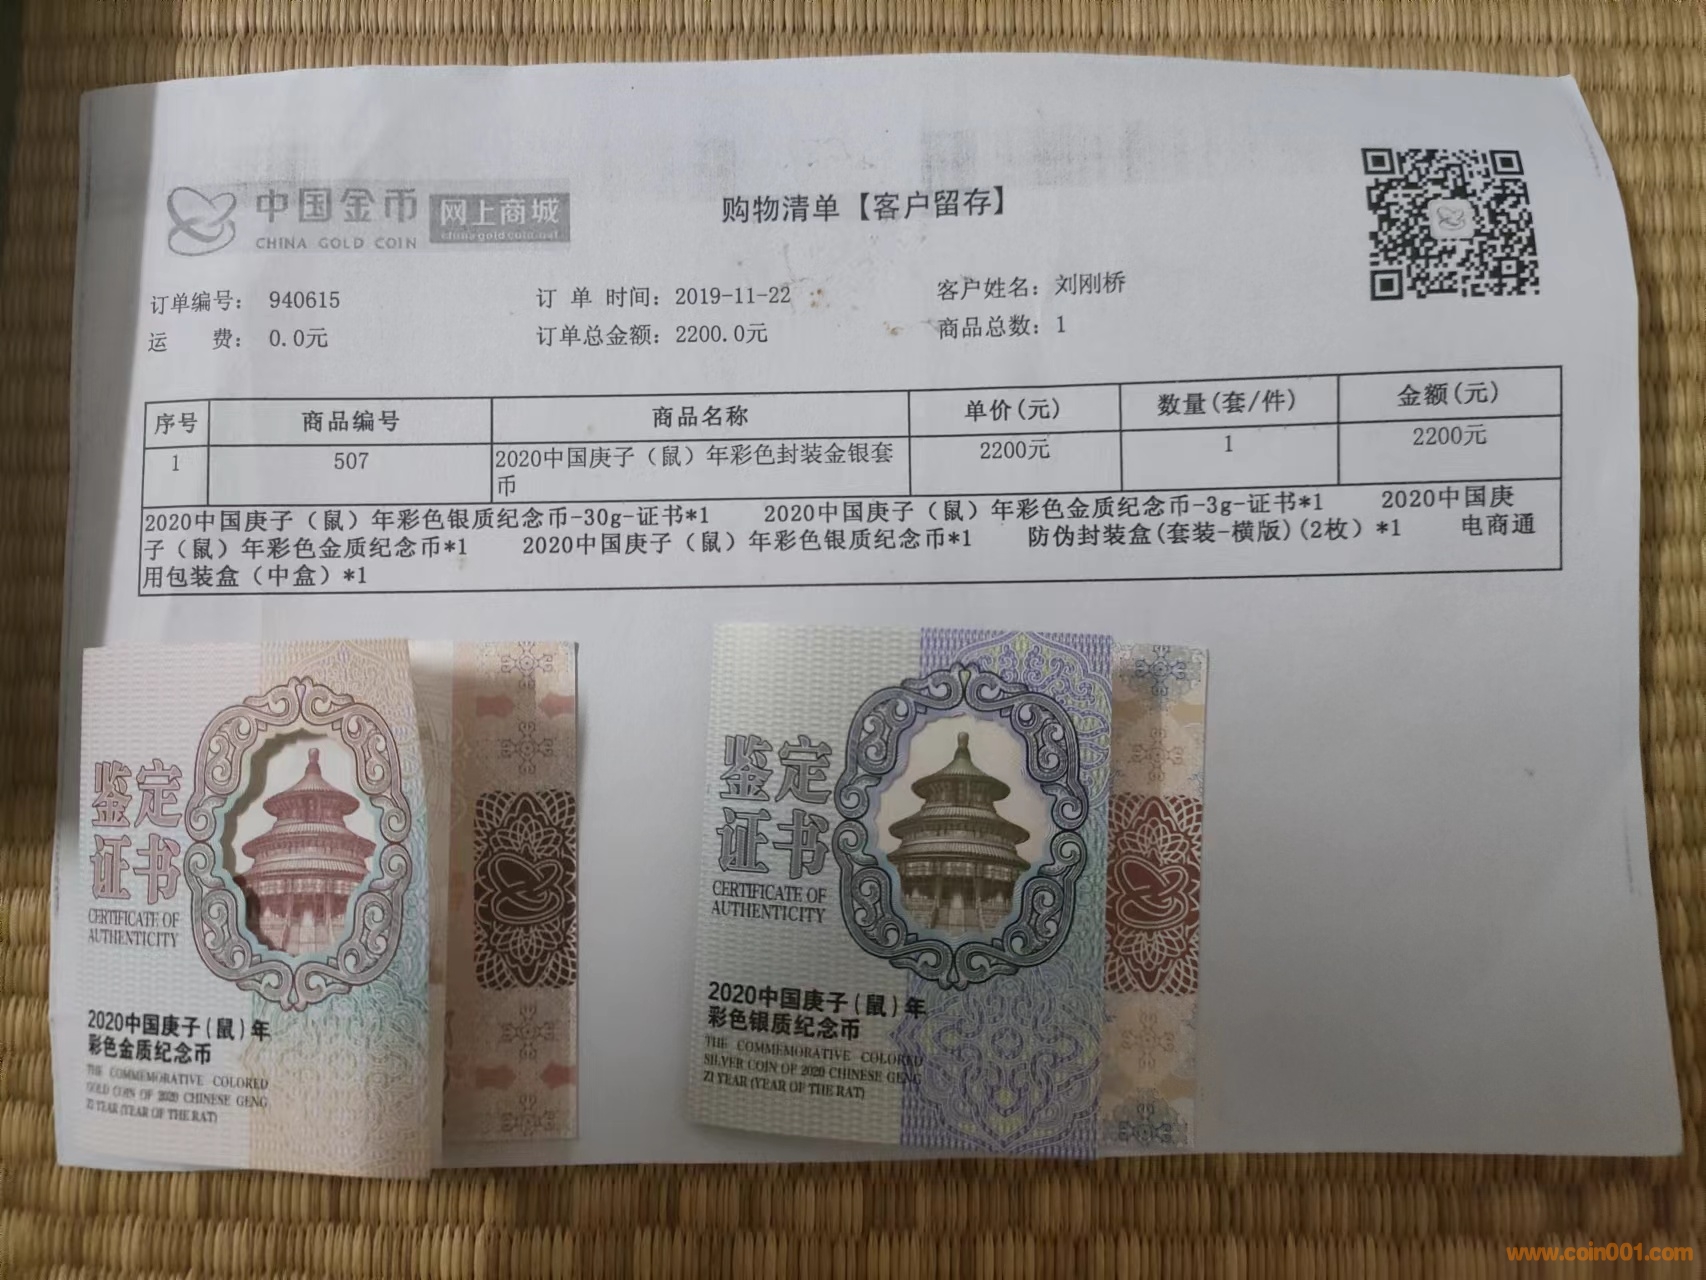 中国金币 网上商城
CHINA GOLD COIN chinagoldcoin.net
购物清单【客户留存】
订单编号： 940615 订 单 时间：2019-11-22 客户姓名：刘刚桥
运 费： 0.0元 订单总金额：2200.0元 商品总数：1
序号 商品编号 商品名称 单价(元) 数量(套/件) 金额(元)
1 507 2020中国庚子（鼠）年彩色封装金银套 2200元 1 2200元
币
2020中国庚子（鼠）年彩色银质纪念币-30g-证书*1 2020中国庚子（鼠）年彩色金质纪念币-3g-证书*1 2020中国庚
子（鼠）年彩色金质纪念币*1 2020中国庚子（鼠）年彩色银质纪念币*1 防伪封装盒(套装-横版)(2枚）*1 电商通
用包装盒（中盒）*1
鉴定
证书
CERTIFICATE OF
AUTHENTICITY
2020中国庚子(鼠)年
彩色金质纪念币
THE COMMEMORATIVE COLORED
GOLD COIN OF 2020 CHINESE GENG
ZI YEAR (YEAR OF THE RAT)
鉴定
证书
CERTIFICATE OF
AUTHENTICITY
2020中国庚子(鼠)年
彩色银质纪念币
THE COMMEMORATIVE COLORED
SILVER COIN OF 2020 CHINESE GENG
ZI YEAR (YEAR OF THE RAT)
www.coin001.com